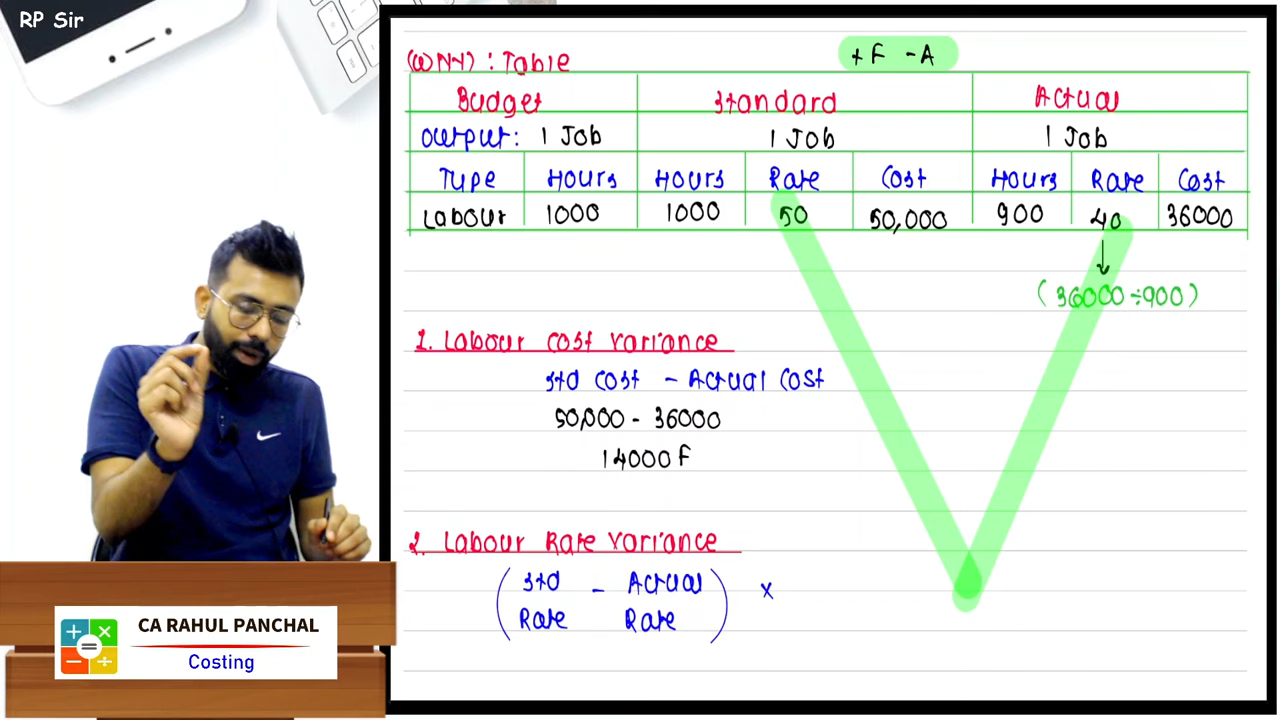 RP Sir
(WN-1) : Table
+F -A
Budget Standard Actual
Output: 1 Job 1 Job 1 Job
Type Hours Hours Rate Cost Hours Rate Cost
Labour 1000 1000 50 50,000 900 40 36000
(36000÷900)
1. Labour Cost Variance
Std Cost - Actual Cost
50,000 - 36000
14000 F
2. Labour Rate Variance
( Std - Actual ) ×
Rate Rate
CA RAHUL PANCHAL
Costing